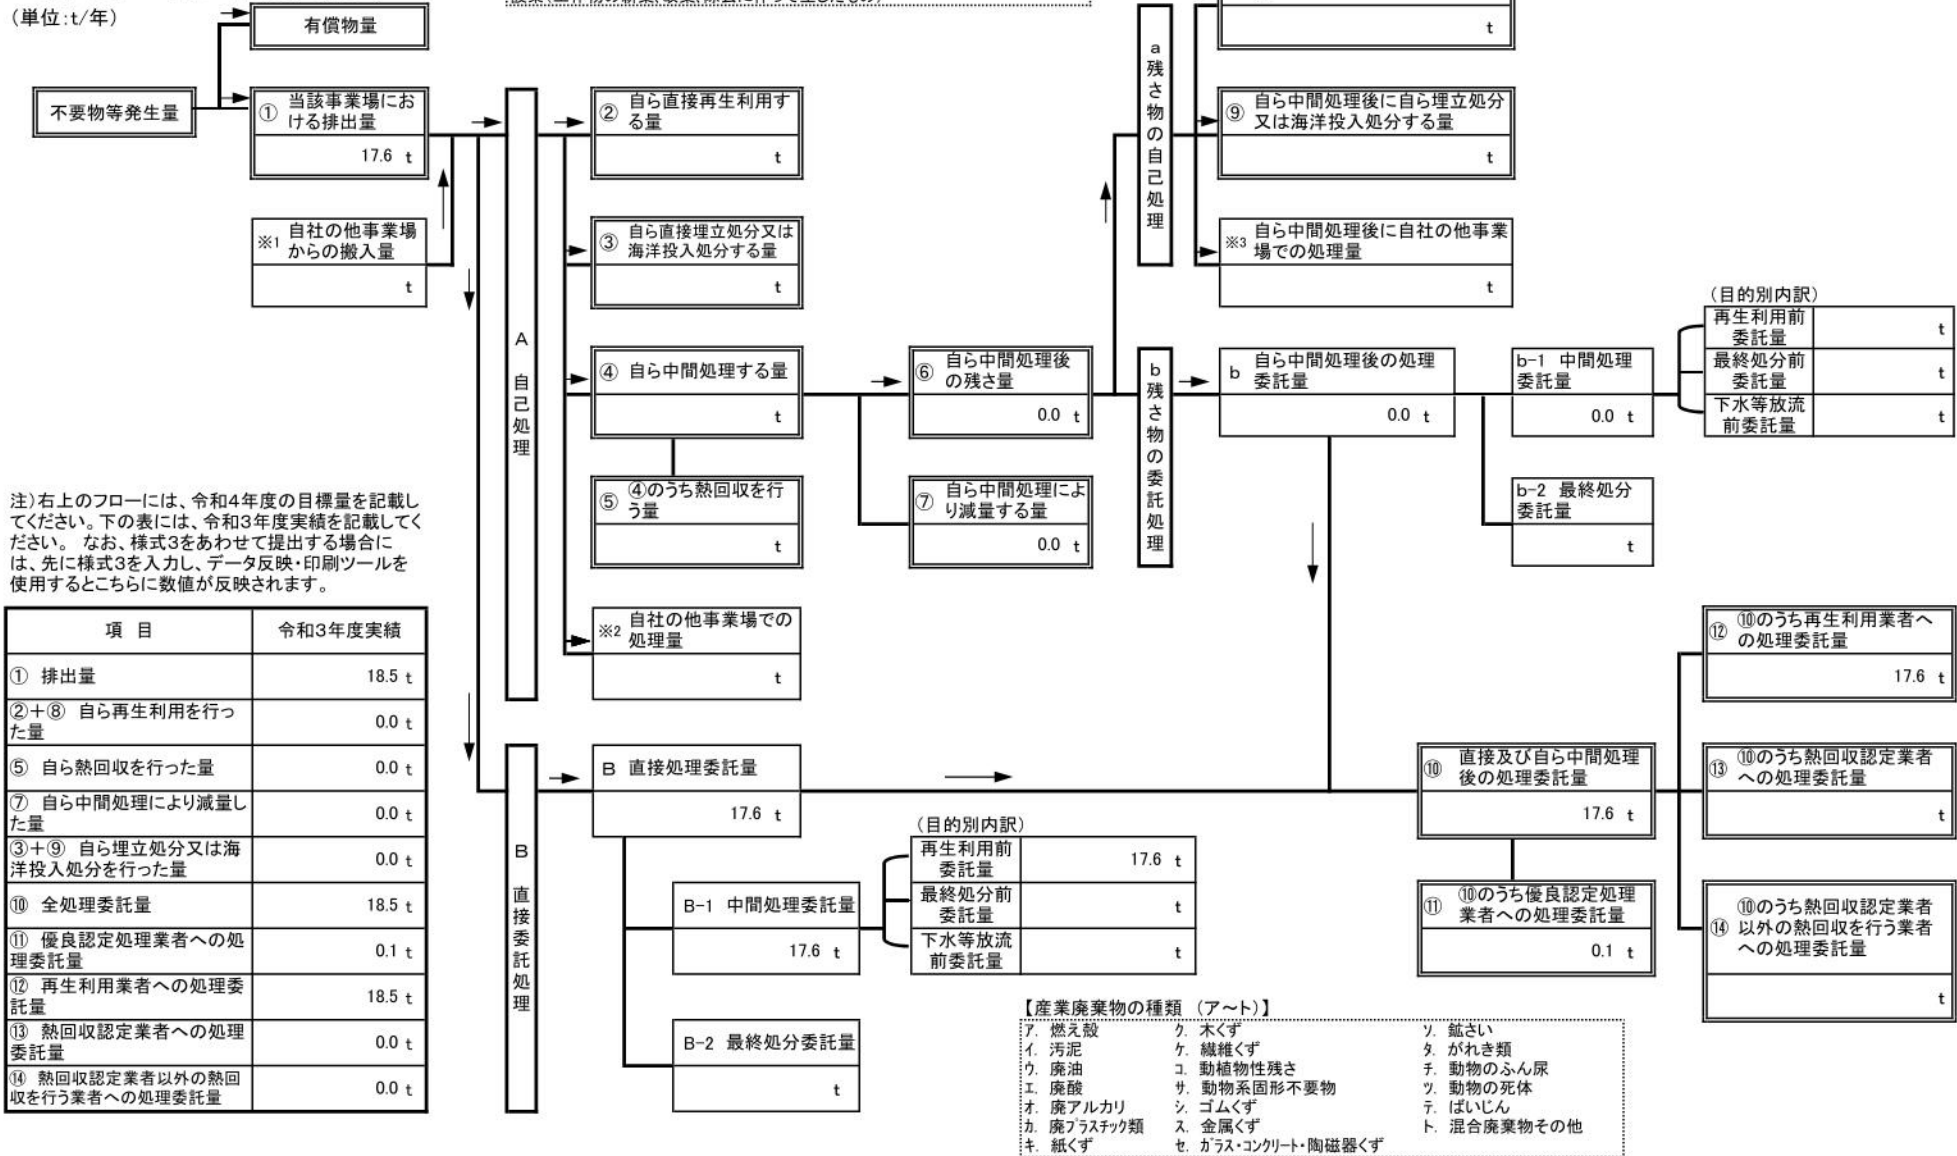 (単位:t/年)
有償物量
t
不要物等発生量
① 当該事業場にお
ける排出量
17.6 t
※1 自社の他事業場
からの搬入量
t
A 自己処理
② 自ら直接再生利用す
る量
t
③ 自ら直接埋立処分又は
海洋投入処分する量
t
④ 自ら中間処理する量
t
⑤ ④のうち熱回収を行
う量
t
※2 自社の他事業場での
処理量
t
⑥ 自ら中間処理後
の残さ量
0.0 t
⑦ 自ら中間処理によ
り減量する量
0.0 t
a 残さ物の自己処理
⑨ 自ら中間処理後に自ら埋立処分
又は海洋投入処分する量
t
※3 自ら中間処理後に自社の他事業
場での処理量
t
b 残さ物の委託処理
b 自ら中間処理後の処理
委託量
0.0 t
b-1 中間処理
委託量
0.0 t
(目的別内訳)
再生利用前
委託量 t
最終処分前
委託量 t
下水等放流
前委託量 t
b-2 最終処分
委託量
t
注)右上のフローには、令和4年度の目標量を記載し
てください。下の表には、令和3年度実績を記載してく
ださい。 なお、様式3をあわせて提出する場合に
は、先に様式3を入力し、データ反映・印刷ツールを
使用するとこちらに数値が反映されます。
項 目 令和3年度実績
① 排出量 18.5 t
②+⑧ 自ら再生利用を行っ
た量 0.0 t
⑤ 自ら熱回収を行った量 0.0 t
⑦ 自ら中間処理により減量し
た量 0.0 t
③+⑨ 自ら埋立処分又は海
洋投入処分を行った量 0.0 t
⑩ 全処理委託量 18.5 t
⑪ 優良認定処理業者への処
理委託量 0.1 t
⑫ 再生利用業者への処理委
託量 18.5 t
⑬ 熱回収認定業者への処理
委託量 0.0 t
⑭ 熱回収認定業者以外の熱回
収を行う業者への処理委託量 0.0 t
B 直接委託処理
B 直接処理委託量
17.6 t
B-1 中間処理委託量
17.6 t
(目的別内訳)
再生利用前
委託量 17.6 t
最終処分前
委託量 t
下水等放流
前委託量 t
B-2 最終処分委託量
t
⑩ 直接及び自ら中間処理
後の処理委託量
17.6 t
⑪ ⑩のうち優良認定処理
業者への処理委託量
0.1 t
⑫ ⑩のうち再生利用業者へ
の処理委託量
17.6 t
⑬ ⑩のうち熱回収認定業者
への処理委託量
t
⑭ ⑩のうち熱回収認定業者
以外の熱回収を行う業者
への処理委託量
t
【産業廃棄物の種類 (ア~ト)】
ア. 燃え殻 ク. 木くず ソ. 鉱さい
イ. 汚泥 ケ. 繊維くず タ. がれき類
ウ. 廃油 コ. 動植物性残さ チ. 動物のふん尿
エ. 廃酸 サ. 動物系固形不要物 ツ. 動物の死体
オ. 廃アルカリ シ. ゴムくず テ. ばいじん
カ. 廃プラスチック類 ス. 金属くず ト. 混合廃棄物その他
キ. 紙くず セ. ガラス・コンクリート・陶磁器くず